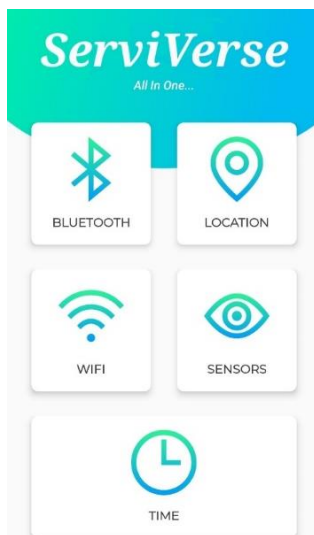 ServiVerse
All In One...
BLUETOOTH
LOCATION
WIFI
SENSORS
TIME